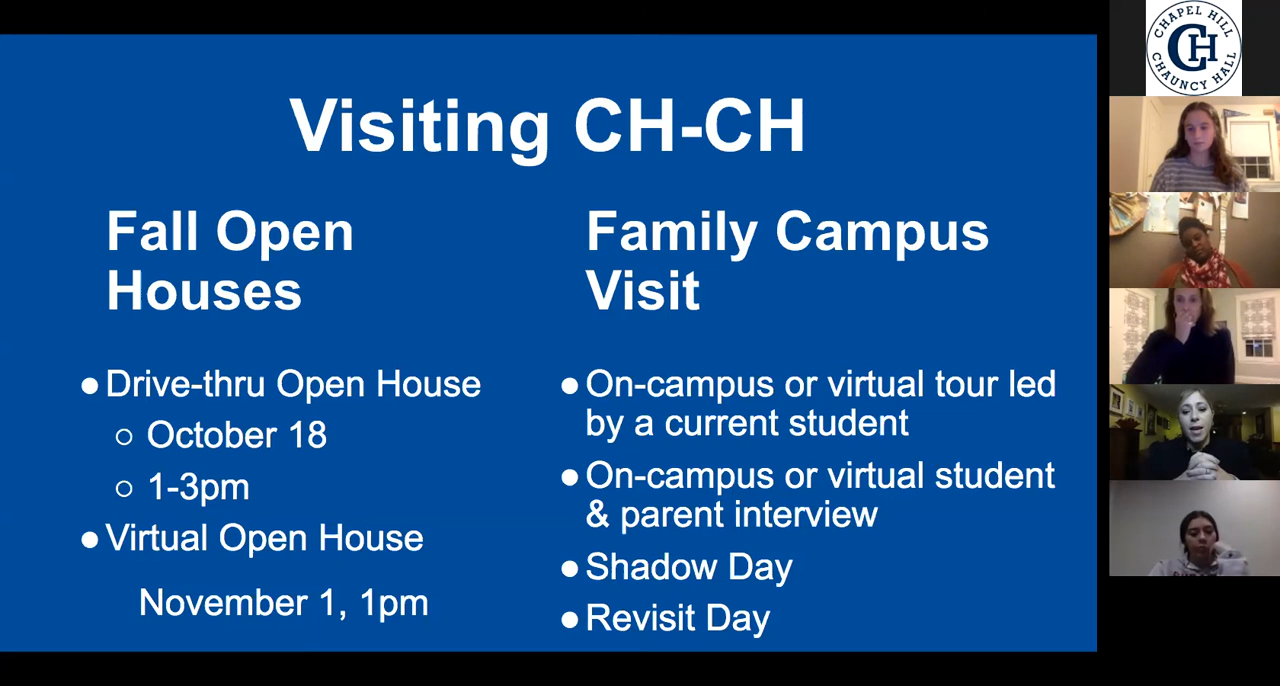 Visiting CH-CH
Fall Open
Houses
● Drive-thru Open House
○ October 18
○ 1-3pm
● Virtual Open House
November 1, 1pm
Family Campus
Visit
● On-campus or virtual tour led
by a current student
● On-campus or virtual student
& parent interview
● Shadow Day
● Revisit Day
CHAPEL HILL
CH
CHAUNCY HALL